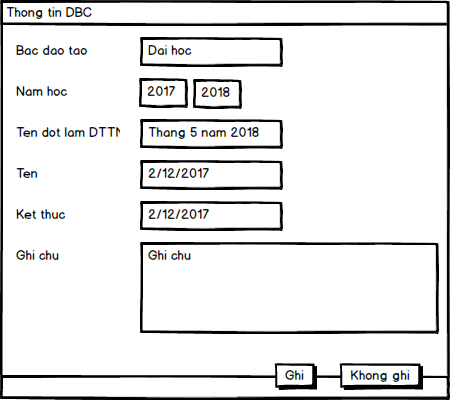 Thong tin DBC
Bac dao tao Dai hoc
Nam hoc 2017 2018
Ten dot lam DTTN Thang 5 nam 2018
Ten 2/12/2017
Ket thuc 2/12/2017
Ghi chu Ghi chu
Ghi Khong ghi